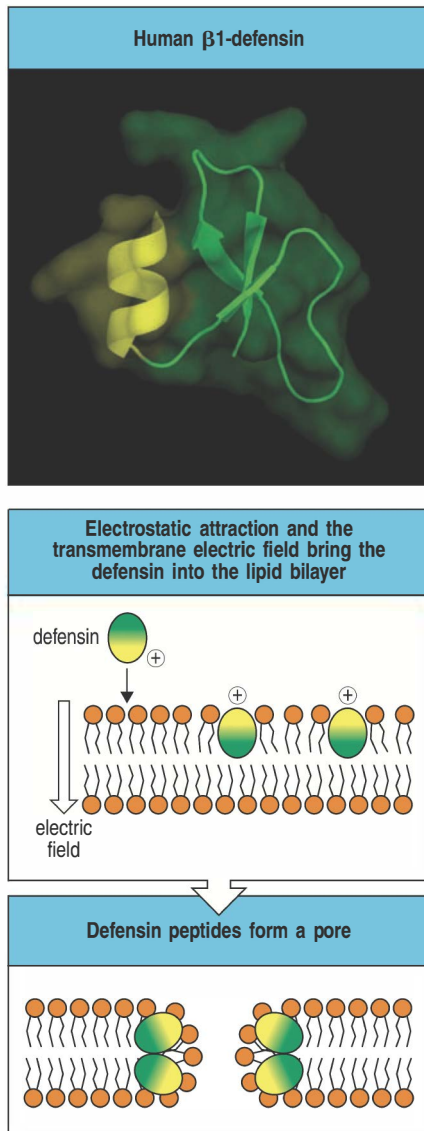 Human β1-defensin
Electrostatic attraction and the
transmembrane electric field bring the
defensin into the lipid bilayer
defensin
+
+
+
electric
field
Defensin peptides form a pore